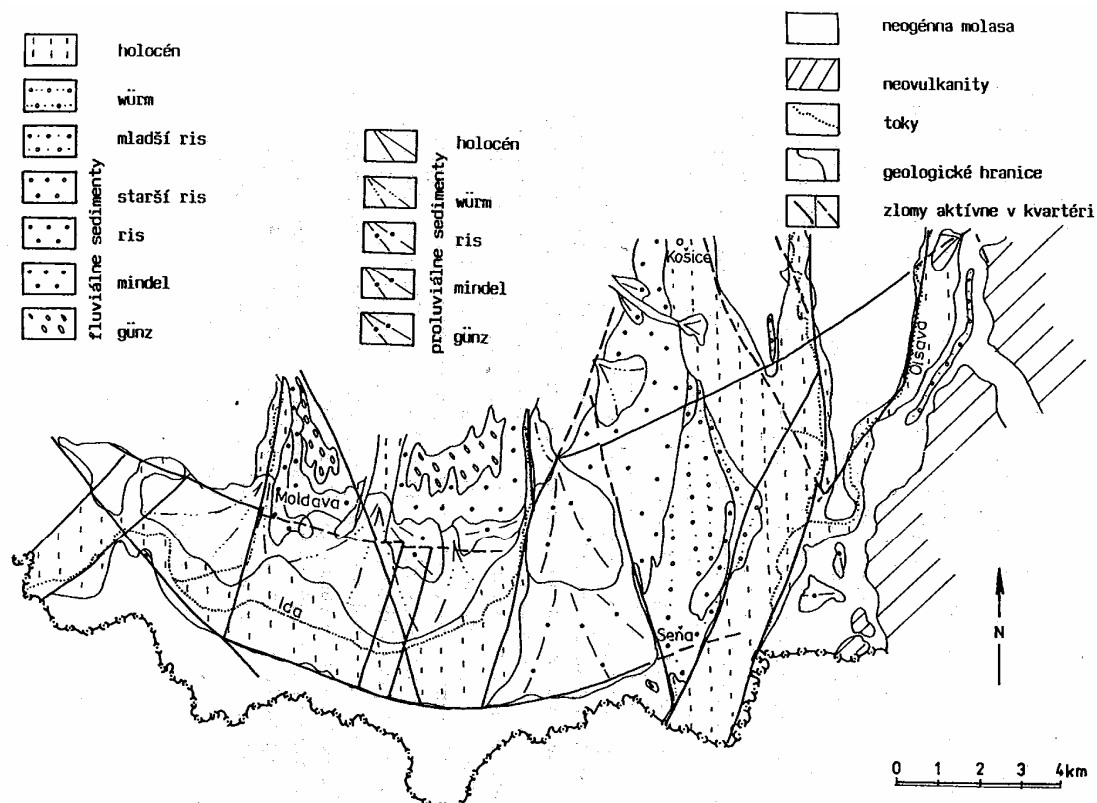 holocén
würm
mladší ris
starší ris
ris
mindel
günz
fluviálne sedimenty
holocén
würm
ris
mindel
günz
proluviálne sedimenty
neogénna molasa
neovulkanity
toky
geologické hranice
zlomy aktívne v kvartéri
Košice
Olšava
Moldava
Ida
Seňa
N
0 1 2 3 4km